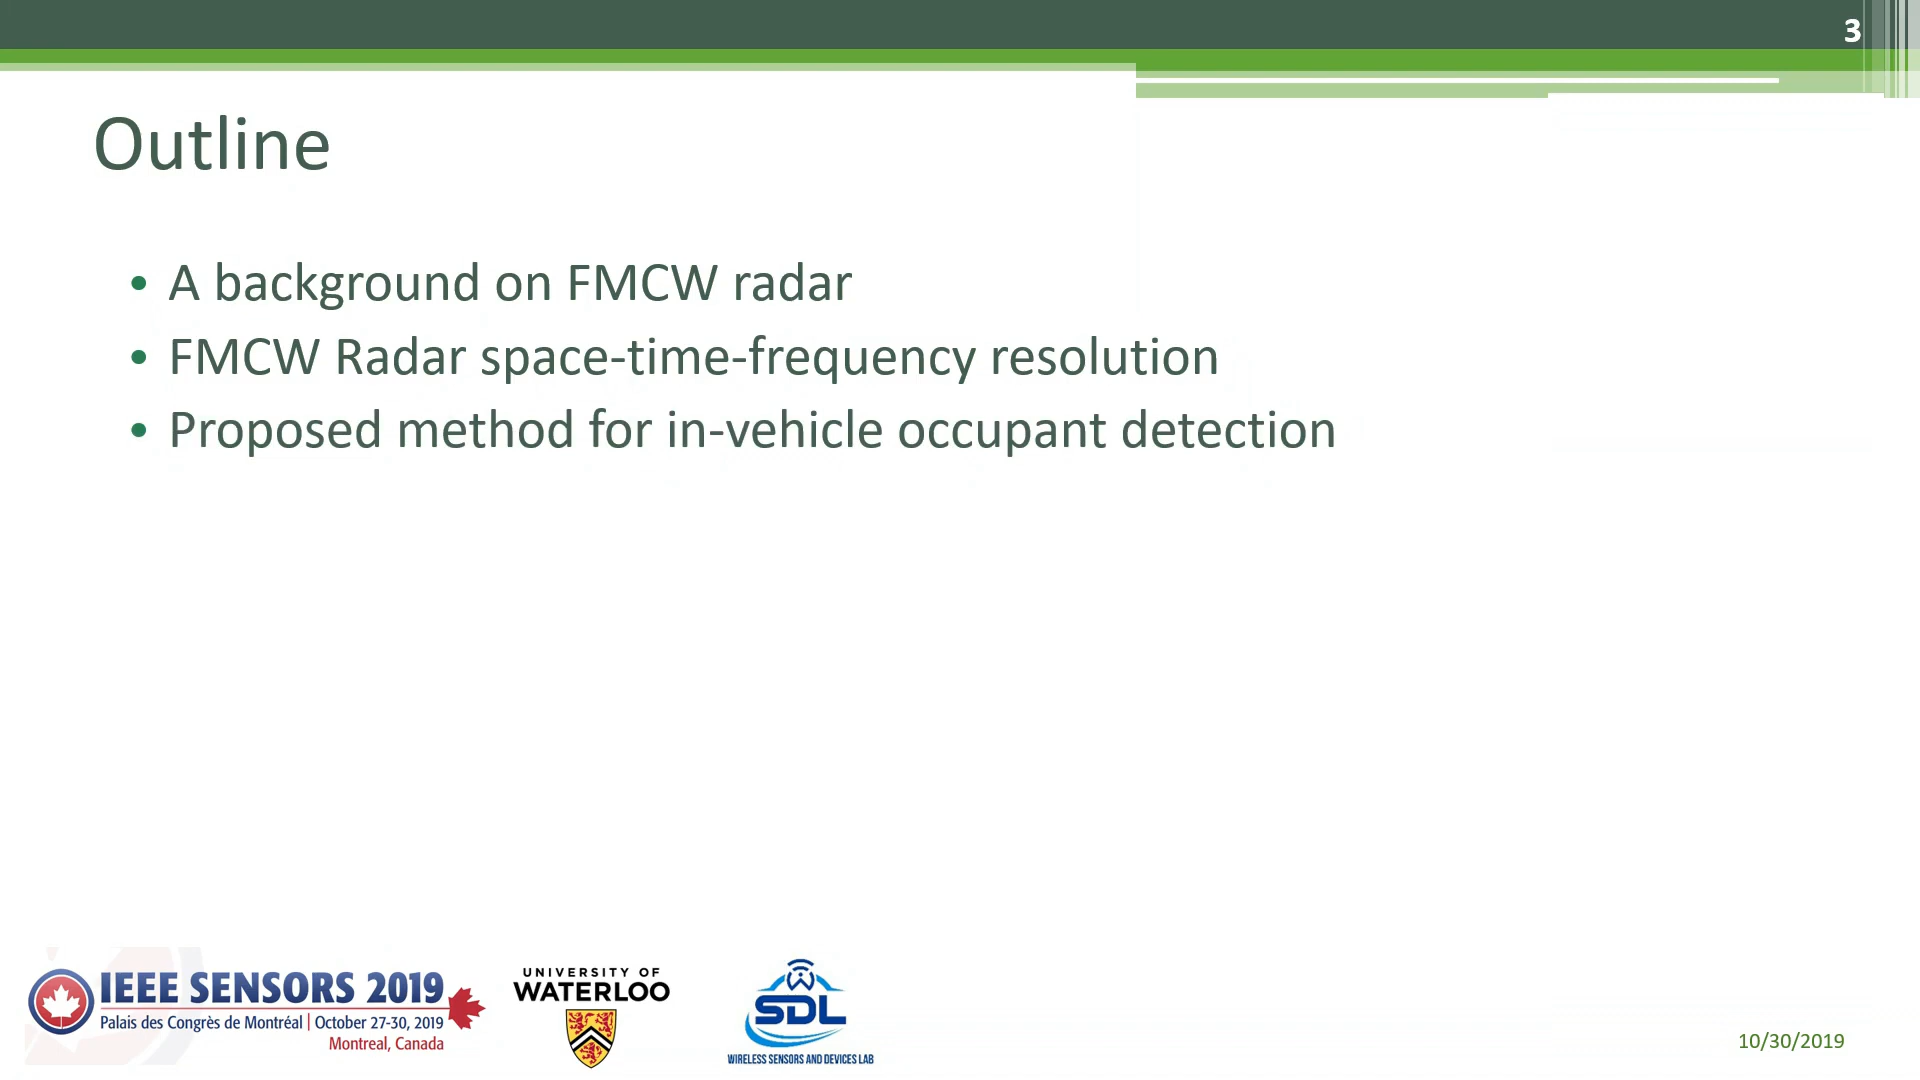 3
Outline
• A background on FMCW radar
• FMCW Radar space-time-frequency resolution
• Proposed method for in-vehicle occupant detection
IEEE SENSORS 2019
Palais des Congrès de Montréal | October 27-30, 2019
Montreal, Canada
UNIVERSITY OF
WATERLOO
SDL
WIRELESS SENSORS AND DEVICES LAB
10/30/2019